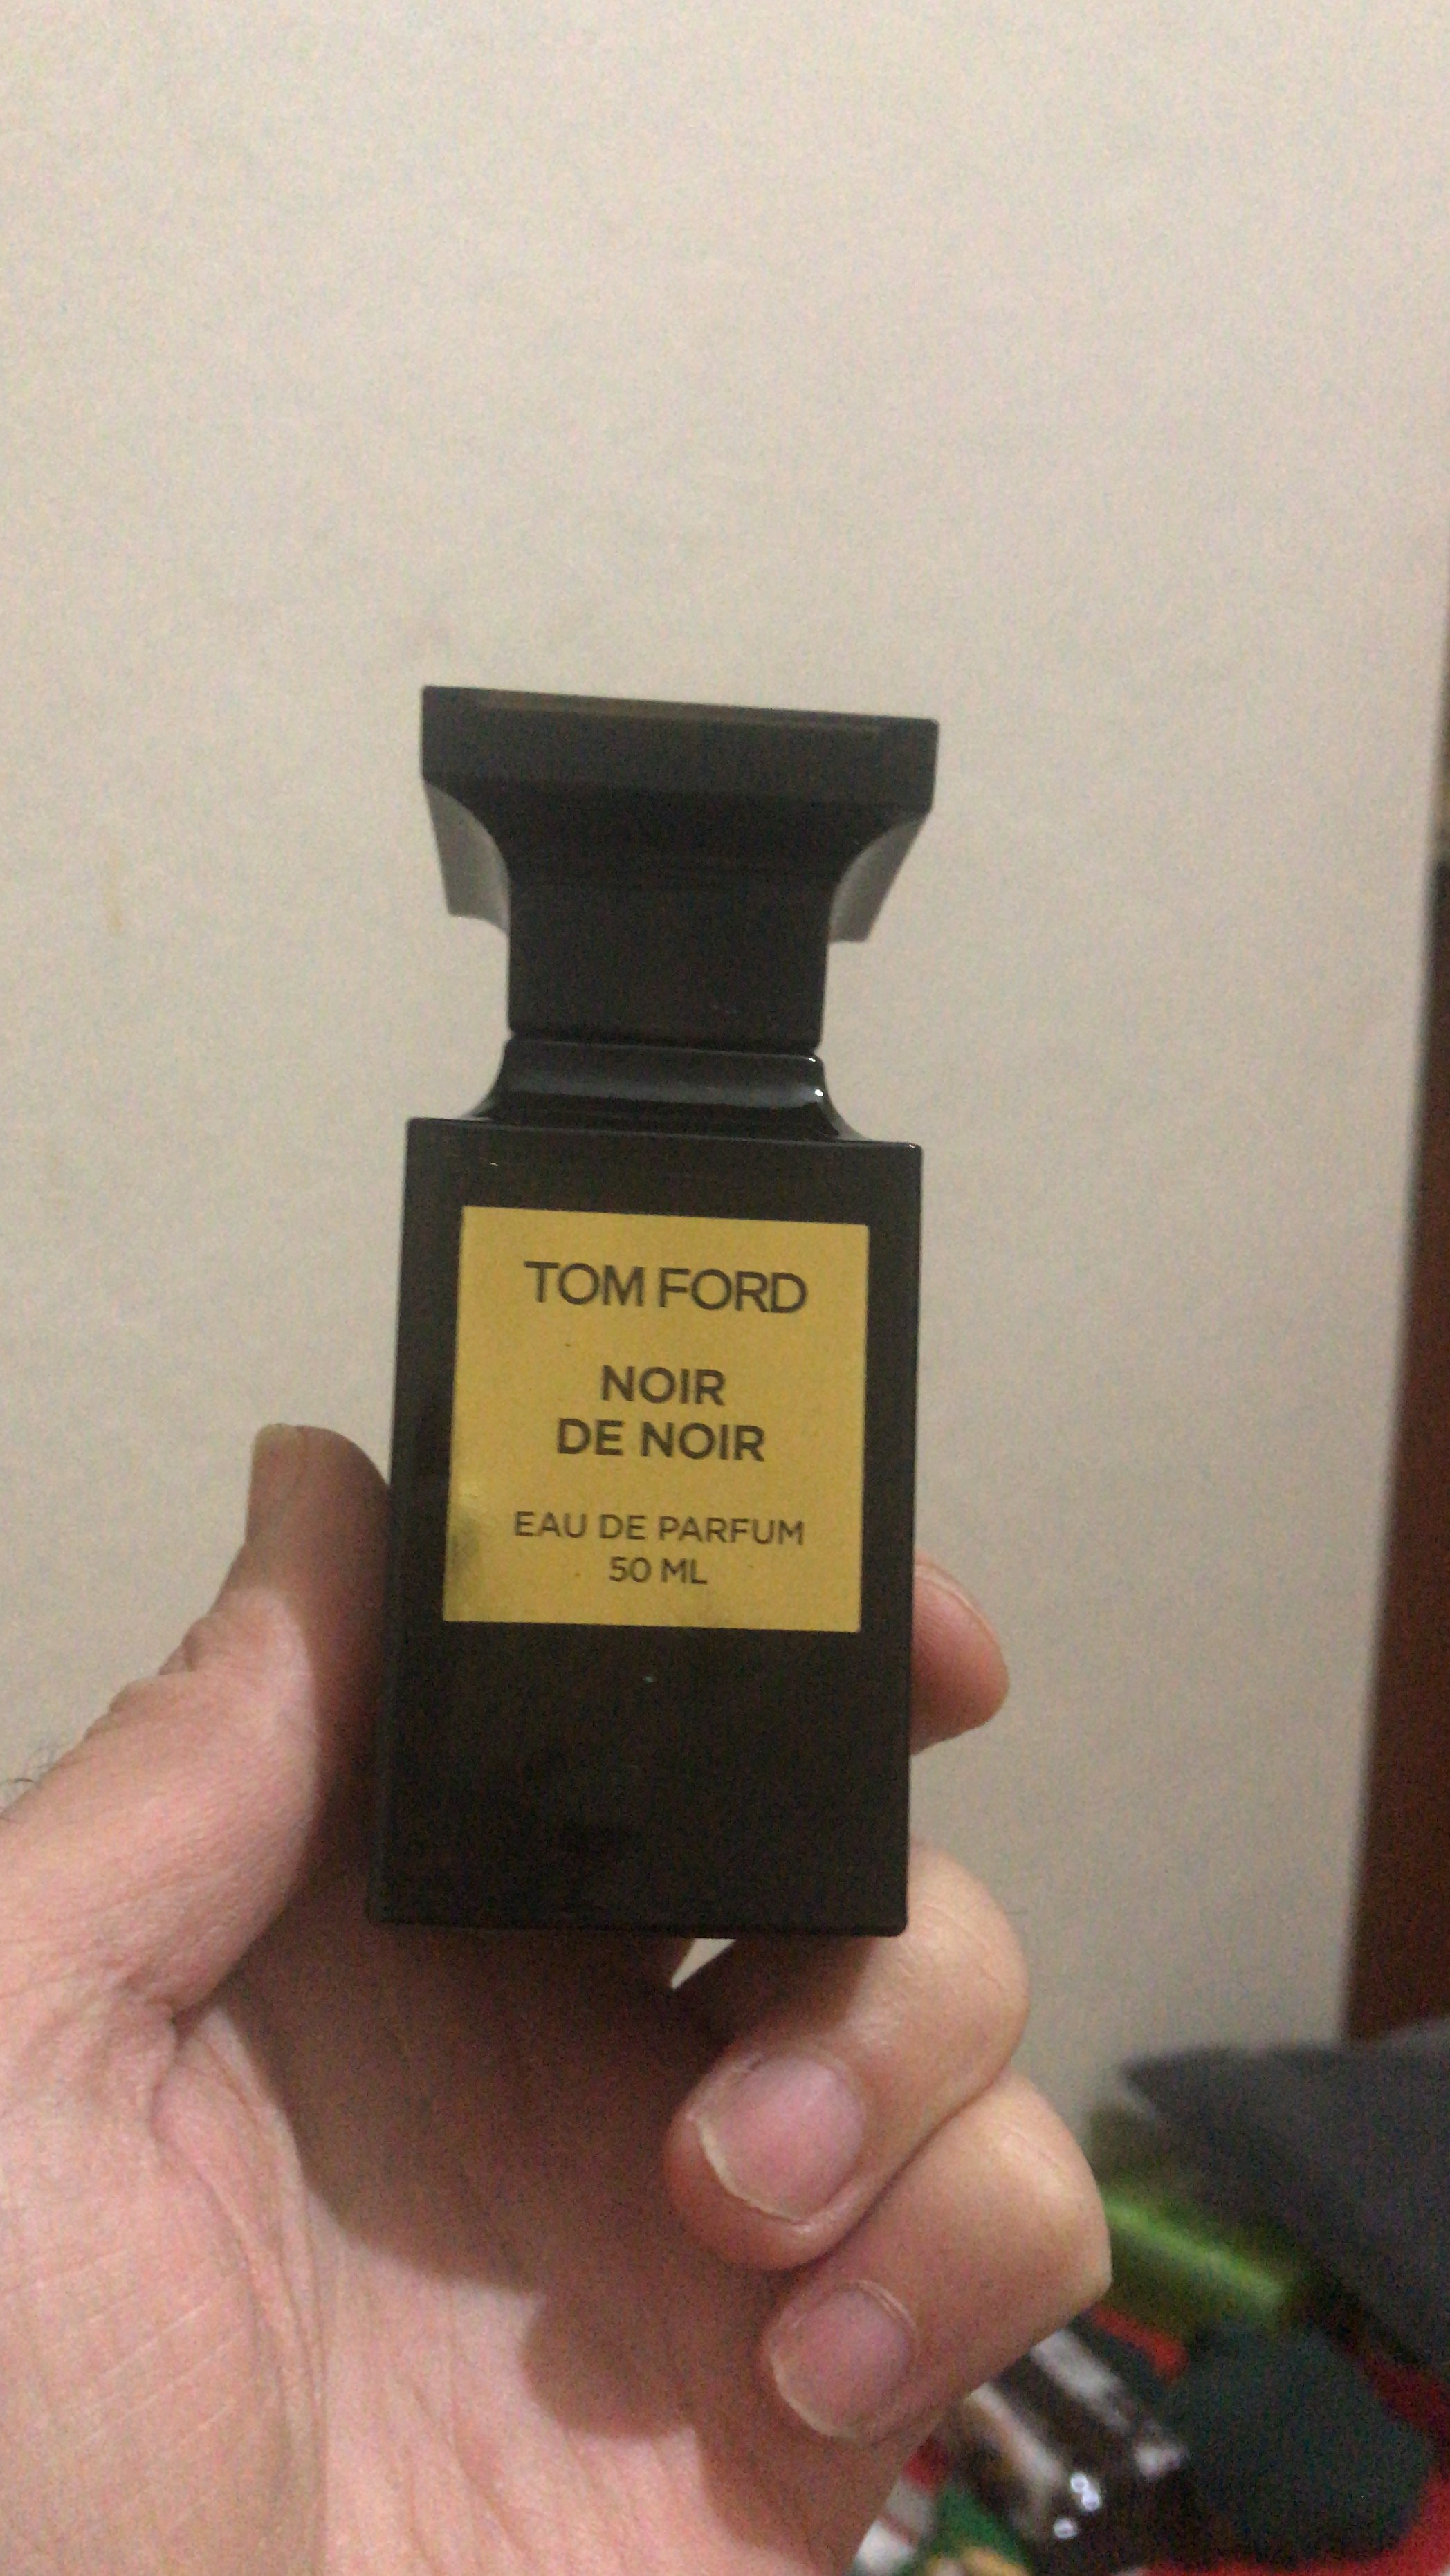 TOM FORD
NOIR
DE NOIR
EAU DE PARFUM
50 ML